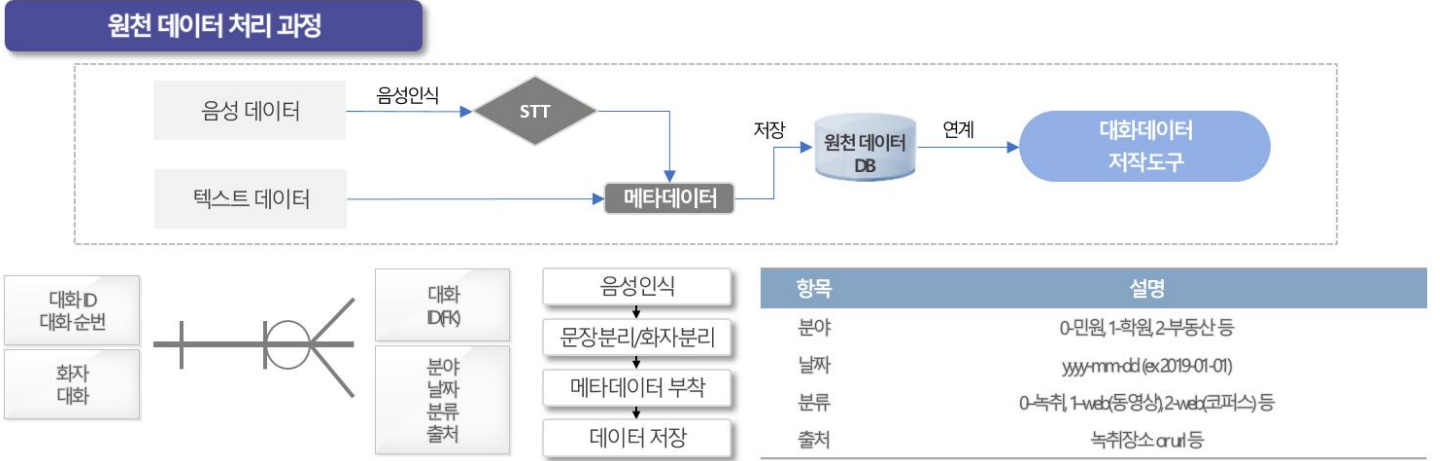 원천 데이터 처리 과정
음성 데이터
음성인식
STT
저장
원천 데이터
DB
연계
대화데이터
저작도구
텍스트 데이터
메타데이터
대화 ID
대화 순번
화자
대화
대화
ID(FK)
분야
날짜
분류
출처
음성인식
문장분리/화자분리
메타데이터 부착
데이터 저장
항목 설명
분야 0-민원, 1-학원, 2-부동산 등
날짜 yyyy-mm-dd (ex 2019-01-01)
분류 0-녹취, 1-web(동영상), 2-web(코퍼스) 등
출처 녹취장소 or url 등